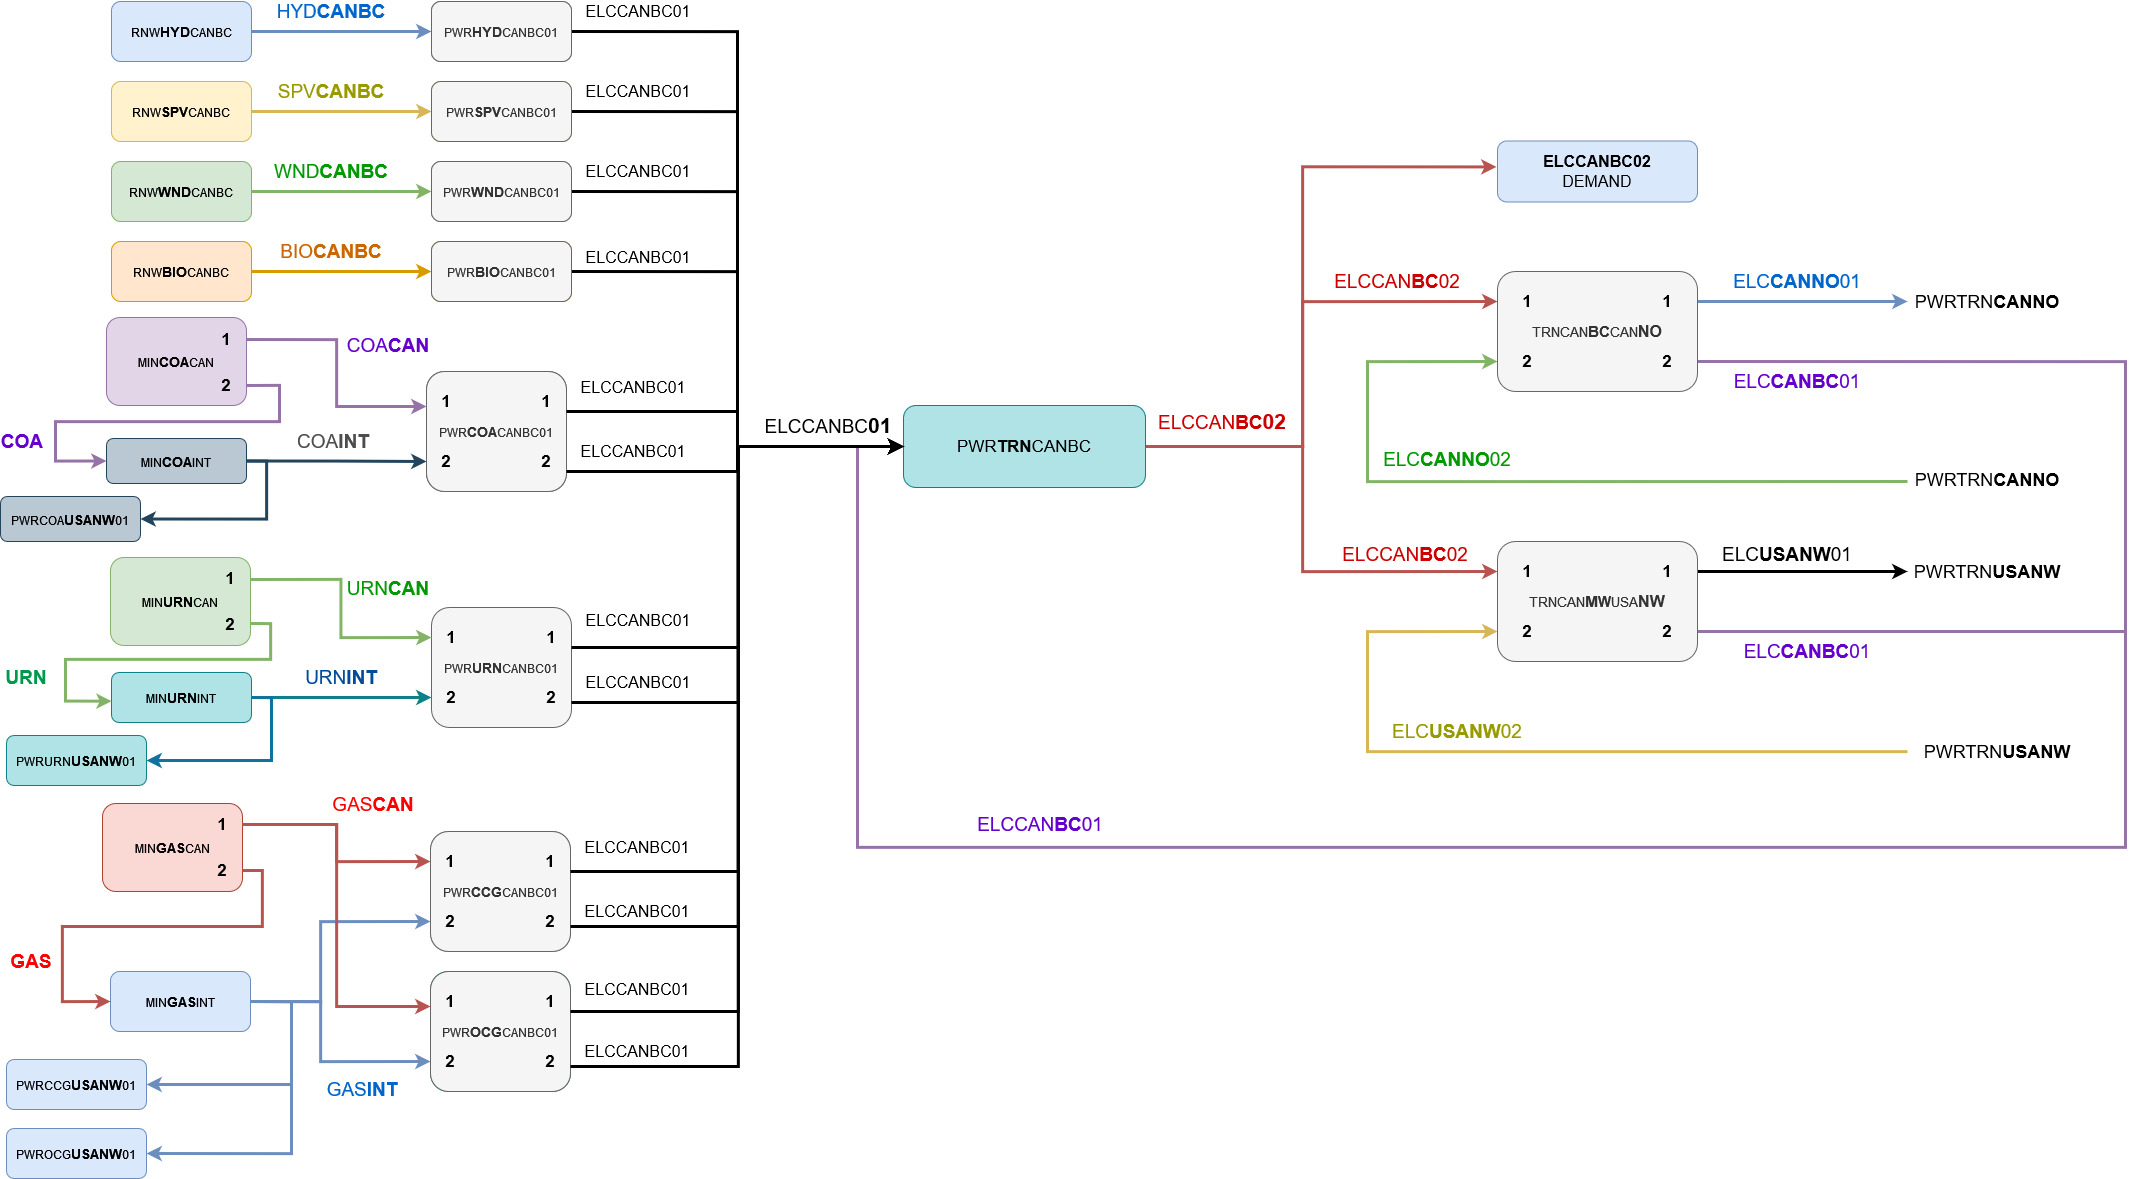 HYDCANBC
ELCCANBC01
RNWHYDCANBC
PWRHYDCANBC01
SPVCANBC
ELCCANBC01
RNWSPVCANBC
PWRSPVCANBC01
WNDCANBC
ELCCANBC01
RNWWNDCANBC
PWRWNDCANBC01
BIOCANBC
ELCCANBC01
RNWBIOCANBC
PWRBIOCANBC01
1
MINCOACAN
2
COACAN
COA
MINCOAINT
COAINT
PWRCOAUSANW01
1 1
PWRCOACANBC01
2 2
ELCCANBC01
ELCCANBC01
1
MINURNCAN
2
URNCAN
URN
MINURNINT
URNINT
PWRURNUSANW01
1 1
PWRURNCANBC01
2 2
ELCCANBC01
ELCCANBC01
1
MINGASCAN
2
GASCAN
GAS
MINGASINT
GASINT
PWRCCGUSANW01
PWROCGUSANW01
1 1
PWRCCGCANBC01
2 2
ELCCANBC01
ELCCANBC01
1 1
PWROCGCANBC01
2 2
ELCCANBC01
ELCCANBC01
ELCCANBC01
PWRTRNCANBC
ELCCANBC02
ELCCANBC02
DEMAND
ELCCANBC02
1 1
TRNCANBCCANNO
2 2
ELCCANNO01
PWRTRNCANNO
ELCCANBC01
ELCCANNO02
PWRTRNCANNO
ELCCANBC02
1 1
TRNCANMWUSANW
2 2
ELCUSANW01
PWRTRNUSANW
ELCCANBC01
ELCUSANW02
PWRTRNUSANW
ELCCANBC01